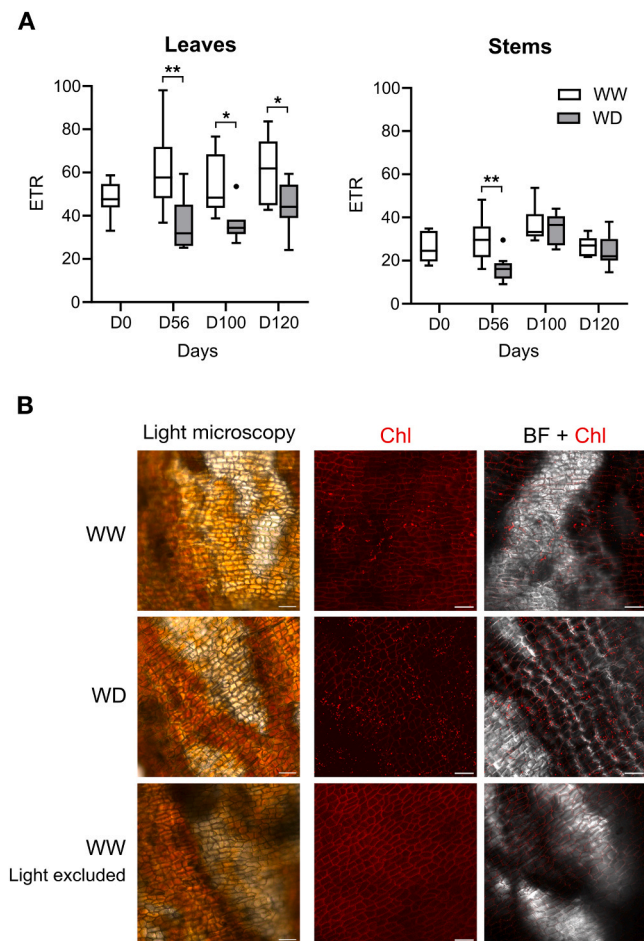 A
Leaves
Stems
100
80
60
40
20
0
ETR
**
*
*
D0 D56 D100 D120
Days
100
80
60
40
20
0
ETR
**
WW
WD
D0 D56 D100 D120
Days
B
Light microscopy Chl BF + Chl
WW
WD
WW
Light excluded